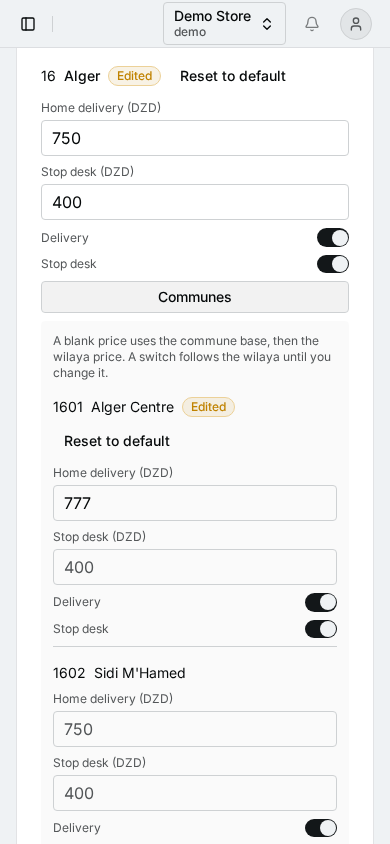 Demo Store
demo
16 Alger Edited Reset to default
Home delivery (DZD)
750
Stop desk (DZD)
400
Delivery
Stop desk
Communes
A blank price uses the commune base, then the
wilaya price. A switch follows the wilaya until you
change it.
1601 Alger Centre Edited
Reset to default
Home delivery (DZD)
777
Stop desk (DZD)
400
Delivery
Stop desk
1602 Sidi M'Hamed
Home delivery (DZD)
750
Stop desk (DZD)
400
Delivery